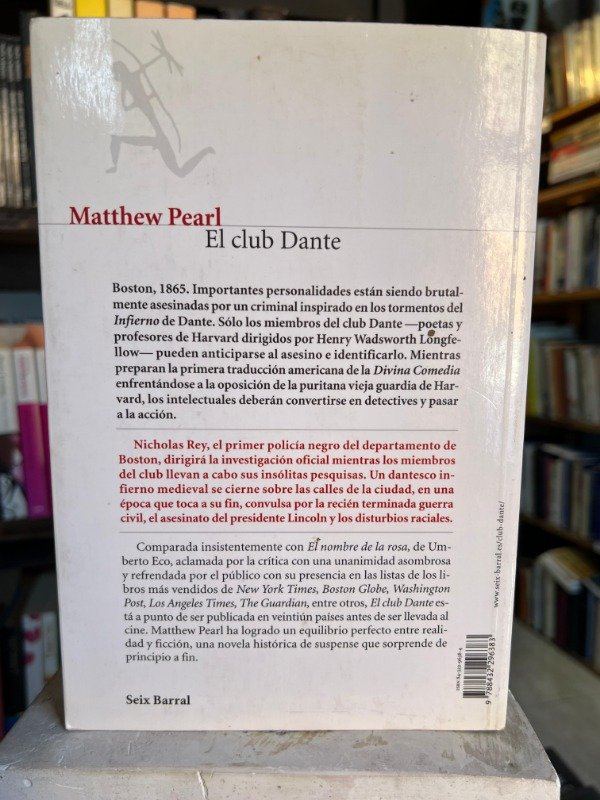 Matthew Pearl
El club Dante
Boston, 1865. Importantes personalidades están siendo brutal-
mente asesinadas por un criminal inspirado en los tormentos del
Infierno de Dante. Sólo los miembros del club Dante —poetas y
profesores de Harvard dirigidos por Henry Wadsworth Longfe-
llow— pueden anticiparse al asesino e identificarlo. Mientras
preparan la primera traducción americana de la Divina Comedia
enfrentándose a la oposición de la puritana vieja guardia de Har-
vard, los intelectuales deberán convertirse en detectives y pasar
a la acción.
Nicholas Rey, el primer policía negro del departamento de
Boston, dirigirá la investigación oficial mientras los miembros
del club llevan a cabo sus insólitas pesquisas. Un dantesco in-
fierno medieval se cierne sobre las calles de la ciudad, en una
época que toca a su fin, convulsa por la recién terminada guerra
civil, el asesinato del presidente Lincoln y los disturbios raciales.
Comparada insistentemente con El nombre de la rosa, de Um-
berto Eco, aclamada por la crítica con una unanimidad asombrosa
y refrendada por el público con su presencia en las listas de los li-
bros más vendidos de New York Times, Boston Globe, Washington
Post, Los Angeles Times, The Guardian, entre otros, El club Dante es-
tá a punto de ser publicada en veintiún países antes de ser llevada al
cine. Matthew Pearl ha logrado un equilibrio perfecto entre reali-
dad y ficción, una novela histórica de suspense que sorprende de
principio a fin.
Seix Barral
www.seix-barral.es/club-dante/
ISBN 84-322-9638-4
9 788432 296383